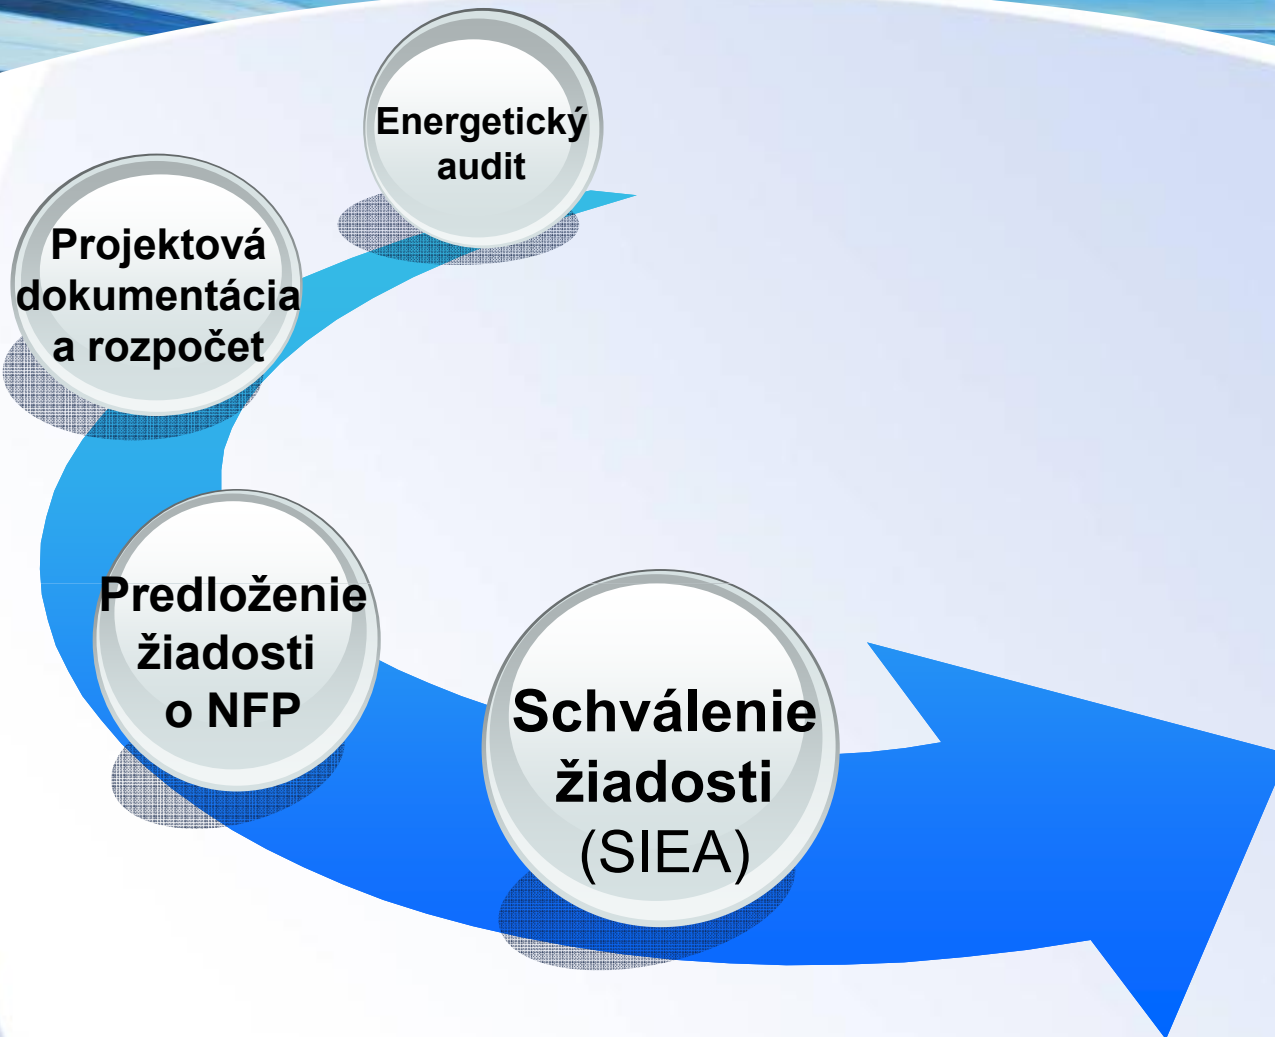 Energetický
audit
Projektová
dokumentácia
a rozpočet
Predloženie
žiadosti
o NFP
Schválenie
žiadosti
(SIEA)